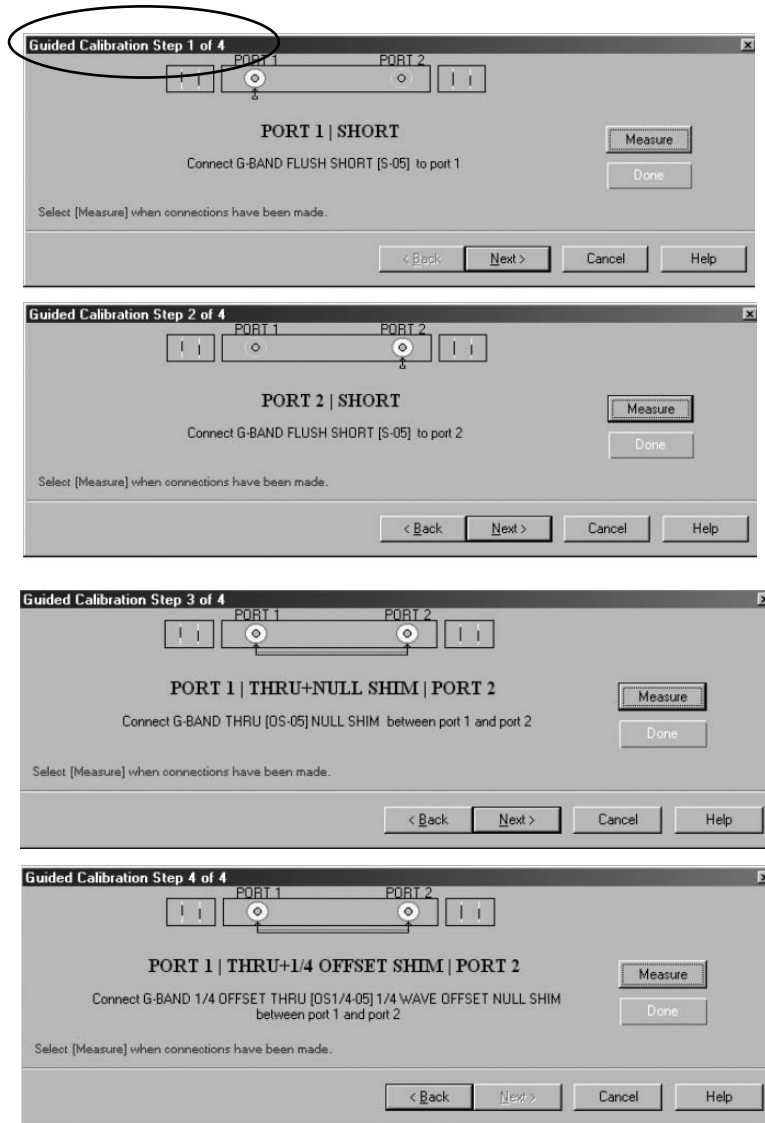 Guided Calibration Step 1 of 4
PORT 1 PORT 2
PORT 1 | SHORT
Measure
Connect G-BAND FLUSH SHORT [S-05] to port 1
Done
Select [Measure] when connections have been made.
< Back Next > Cancel Help
Guided Calibration Step 2 of 4
PORT 1 PORT 2
PORT 2 | SHORT
Measure
Connect G-BAND FLUSH SHORT [S-05] to port 2
Done
Select [Measure] when connections have been made.
< Back Next > Cancel Help
Guided Calibration Step 3 of 4
PORT 1 PORT 2
PORT 1 | THRU+NULL SHIM | PORT 2
Measure
Connect G-BAND THRU [OS-05] NULL SHIM between port 1 and port 2
Done
Select [Measure] when connections have been made.
< Back Next > Cancel Help
Guided Calibration Step 4 of 4
PORT 1 PORT 2
PORT 1 | THRU+1/4 OFFSET SHIM | PORT 2
Measure
Connect G-BAND 1/4 OFFSET THRU [OS1/4-05] 1/4 WAVE OFFSET NULL SHIM
between port 1 and port 2
Done
Select [Measure] when connections have been made.
< Back Next > Cancel Help